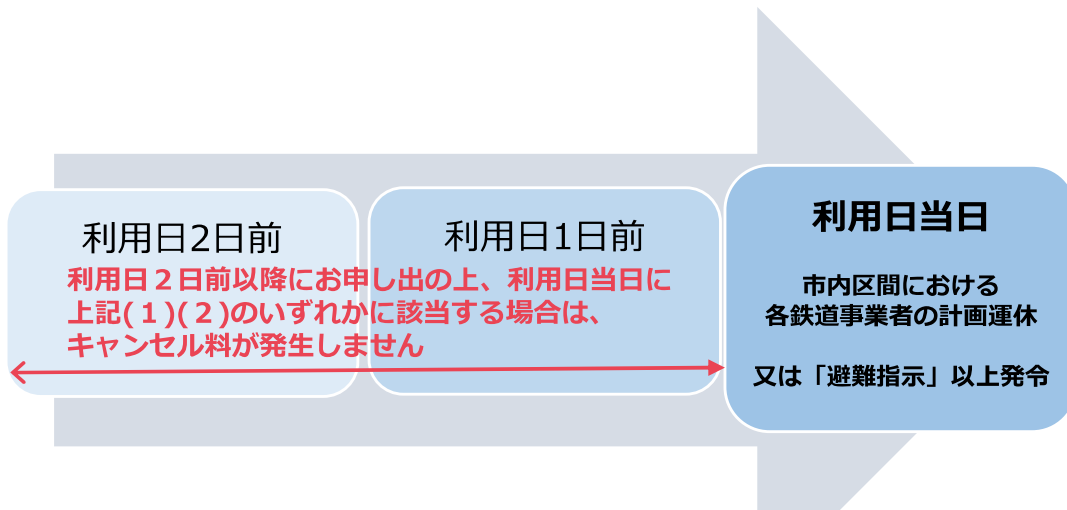 利用日2日前
利用日1日前
利用日２日前以降にお申し出の上、利用日当日に
上記(１)(２)のいずれかに該当する場合は、
キャンセル料が発生しません
利用日当日
市内区間における
各鉄道事業者の計画運休
又は「避難指示」以上発令